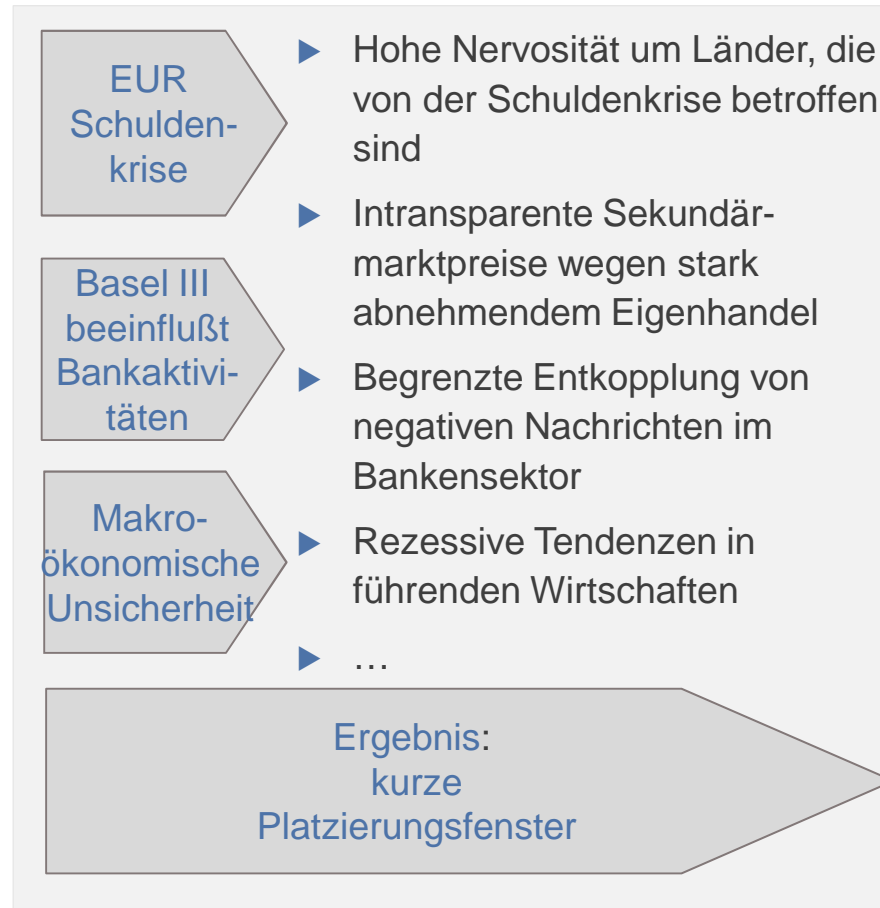 EUR
Schulden-
krise
Hohe Nervosität um Länder, die
von der Schuldenkrise betroffen
sind
Intransparente Sekundär-
marktpreise wegen stark
abnehmendem Eigenhandel
Basel III
beeinflußt
Bankaktivi-
täten
Begrenzte Entkopplung von
negativen Nachrichten im
Bankensektor
Makro-
ökonomische
Unsicherheit
Rezessive Tendenzen in
führenden Wirtschaften
…
Ergebnis:
kurze
Platzierungsfenster